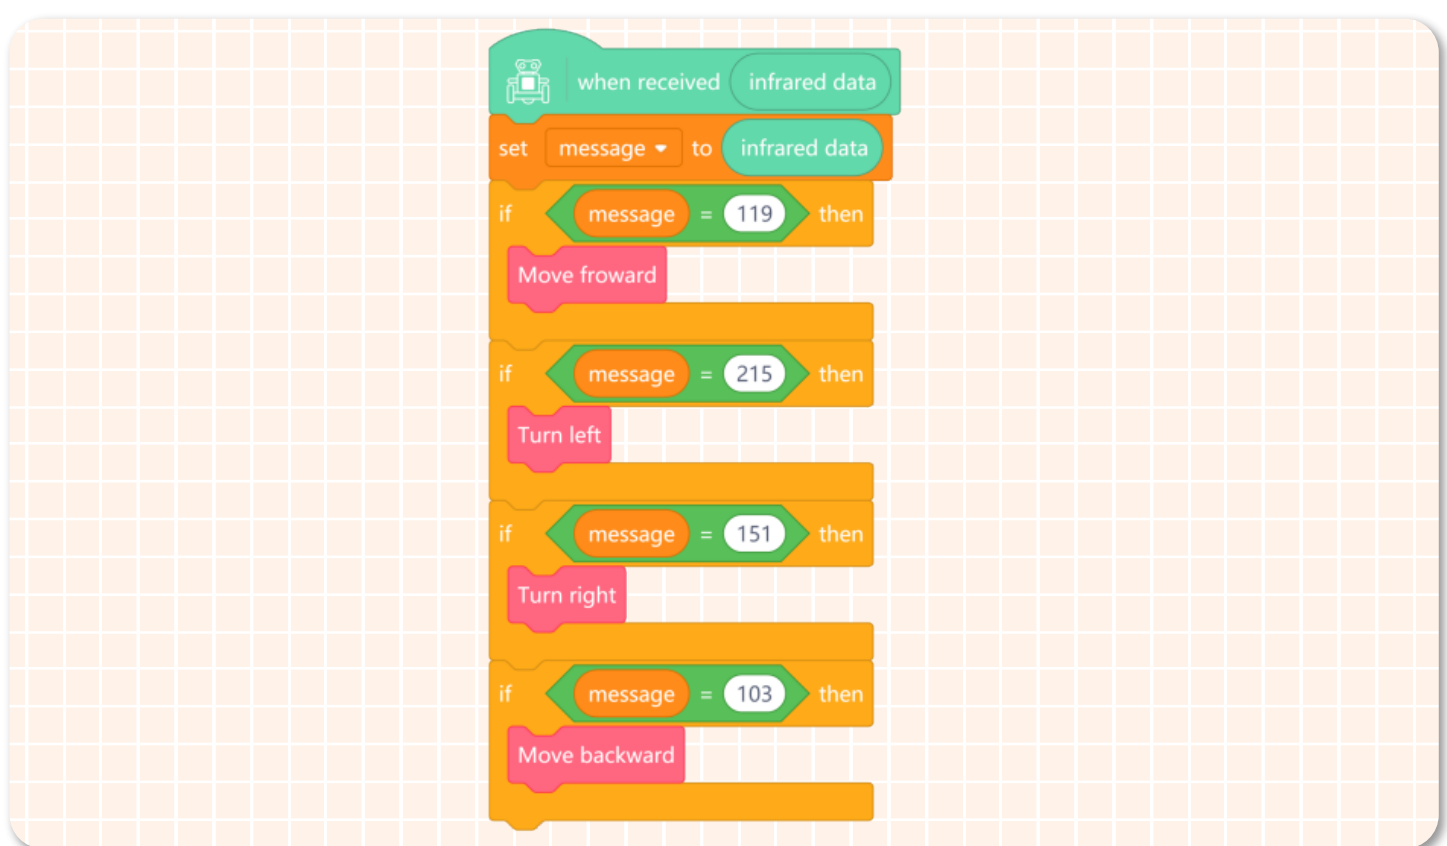 when received infrared data
set message to infrared data
if message = 119 then
Move froward
if message = 215 then
Turn left
if message = 151 then
Turn right
if message = 103 then
Move backward